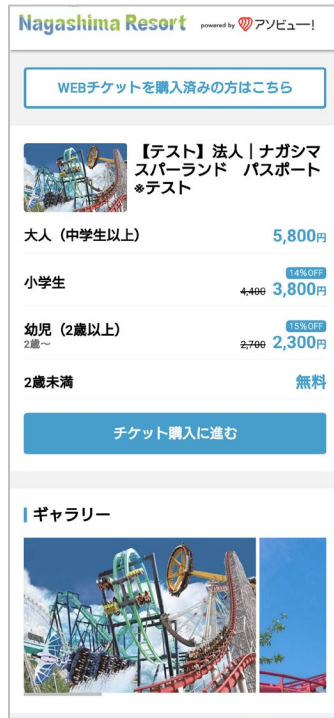 Nagashima Resort powered by アソビュー!
WEBチケットを購入済みの方はこちら
【テスト】法人｜ナガシマ
スパーランド　パスポート
※テスト
大人（中学生以上） 5,800円
14%OFF
小学生 4,400 3,800円
幼児（2歳以上） 15%OFF
2歳～ 2,700 2,300円
2歳未満 無料
チケット購入に進む
ギャラリー